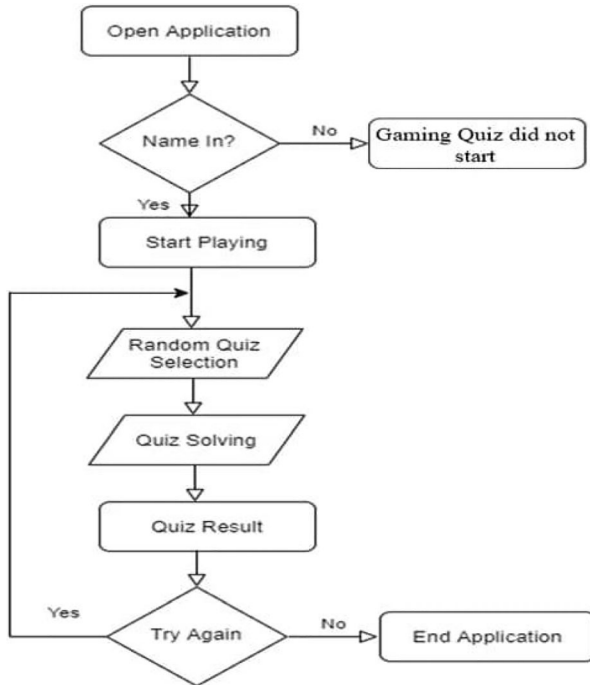 Open Application
Name In?
No
Gaming Quiz did not
start
Yes
Start Playing
Random Quiz
Selection
Quiz Solving
Quiz Result
Yes
Try Again
No
End Application